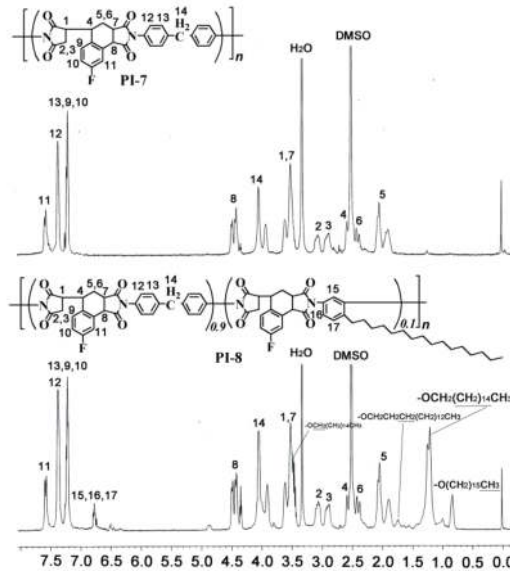 O 1 4 5,6 7 O 12 13 14 H2
N N C
2,3 9 8 n
O 10 11 O
F PI-7
H2O
DMSO
13,9,10
12
11
8
14
1,7
2 3
4
6
5
O 1 4 5,6 7 O 12 13 14 H2 O O 15
N N C N N
2,3 9 8 0.9 16 17 0.1 n
O 10 11 O O O
F F
PI-8
H2O
DMSO
13,9,10
12
11
15,16,17
8
14
1,7
-OCH2(CH2)14CH3
2 3
4
6
5
-OCH2CH2CH2(CH2)12CH3
-OCH2(CH2)14CH3
-O(CH2)15CH3
7.5 7.0 6.5 6.0 5.5 5.0 4.5 4.0 3.5 3.0 2.5 2.0 1.5 1.0 0.5 0.0